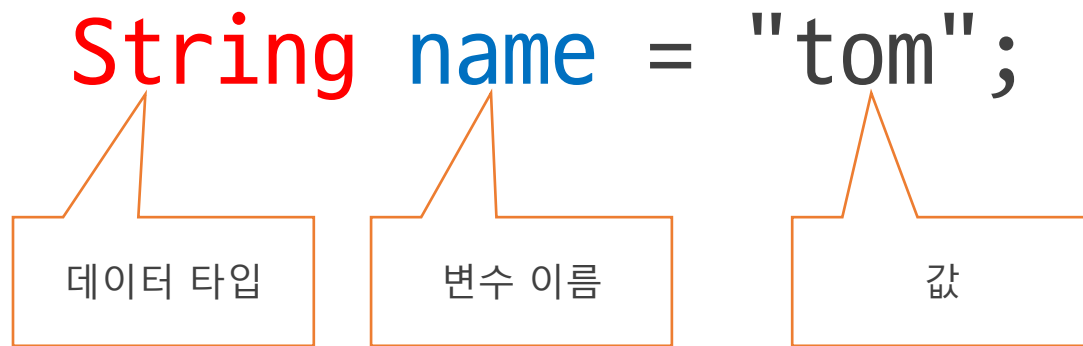 String name = "tom";
데이터 타입 변수 이름 값